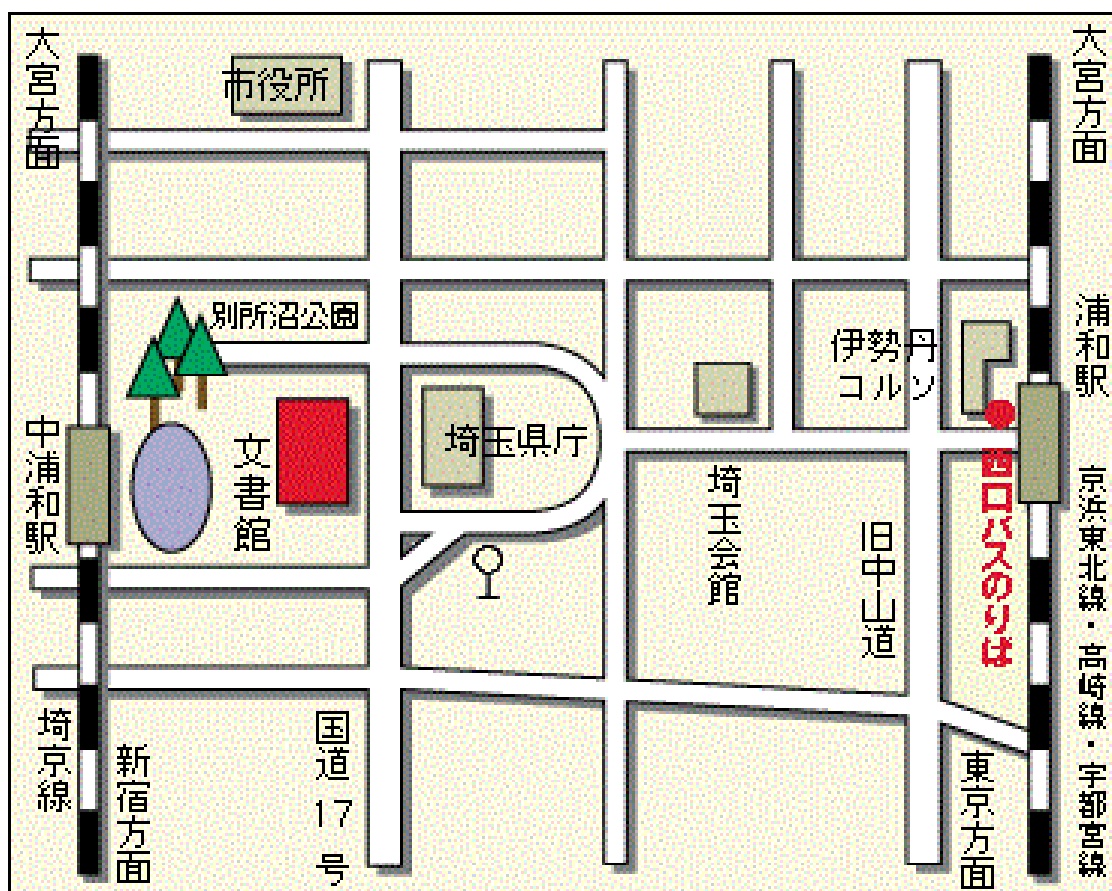 大宮方面
市役所
大宮方面
別所沼公園
浦和駅
伊勢丹
コルソ
中浦和駅
文書館
埼玉県庁
埼玉会館
旧中山道
西口バスのりば
京浜東北線・高崎線・宇都宮線
埼京線
新宿方面
国道17号
東京方面